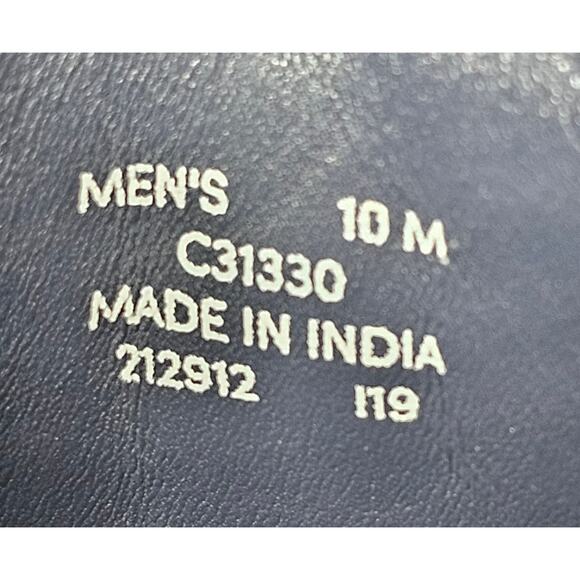 MEN'S 10 M
C31330
MADE IN INDIA
212912 I19